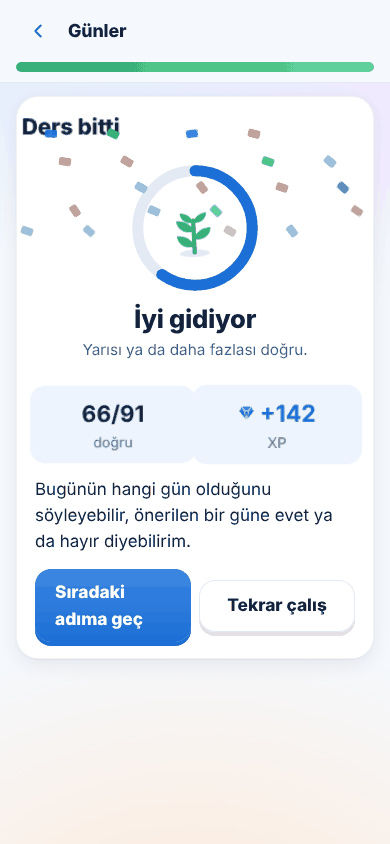 Günler
Ders bitti
İyi gidiyor
Yarısı ya da daha fazlası doğru.
66/91
doğru
+142
XP
Bugünün hangi gün olduğunu
söyleyebilir, önerilen bir güne evet ya
da hayır diyebilirim.
Sıradaki
adıma geç
Tekrar çalış